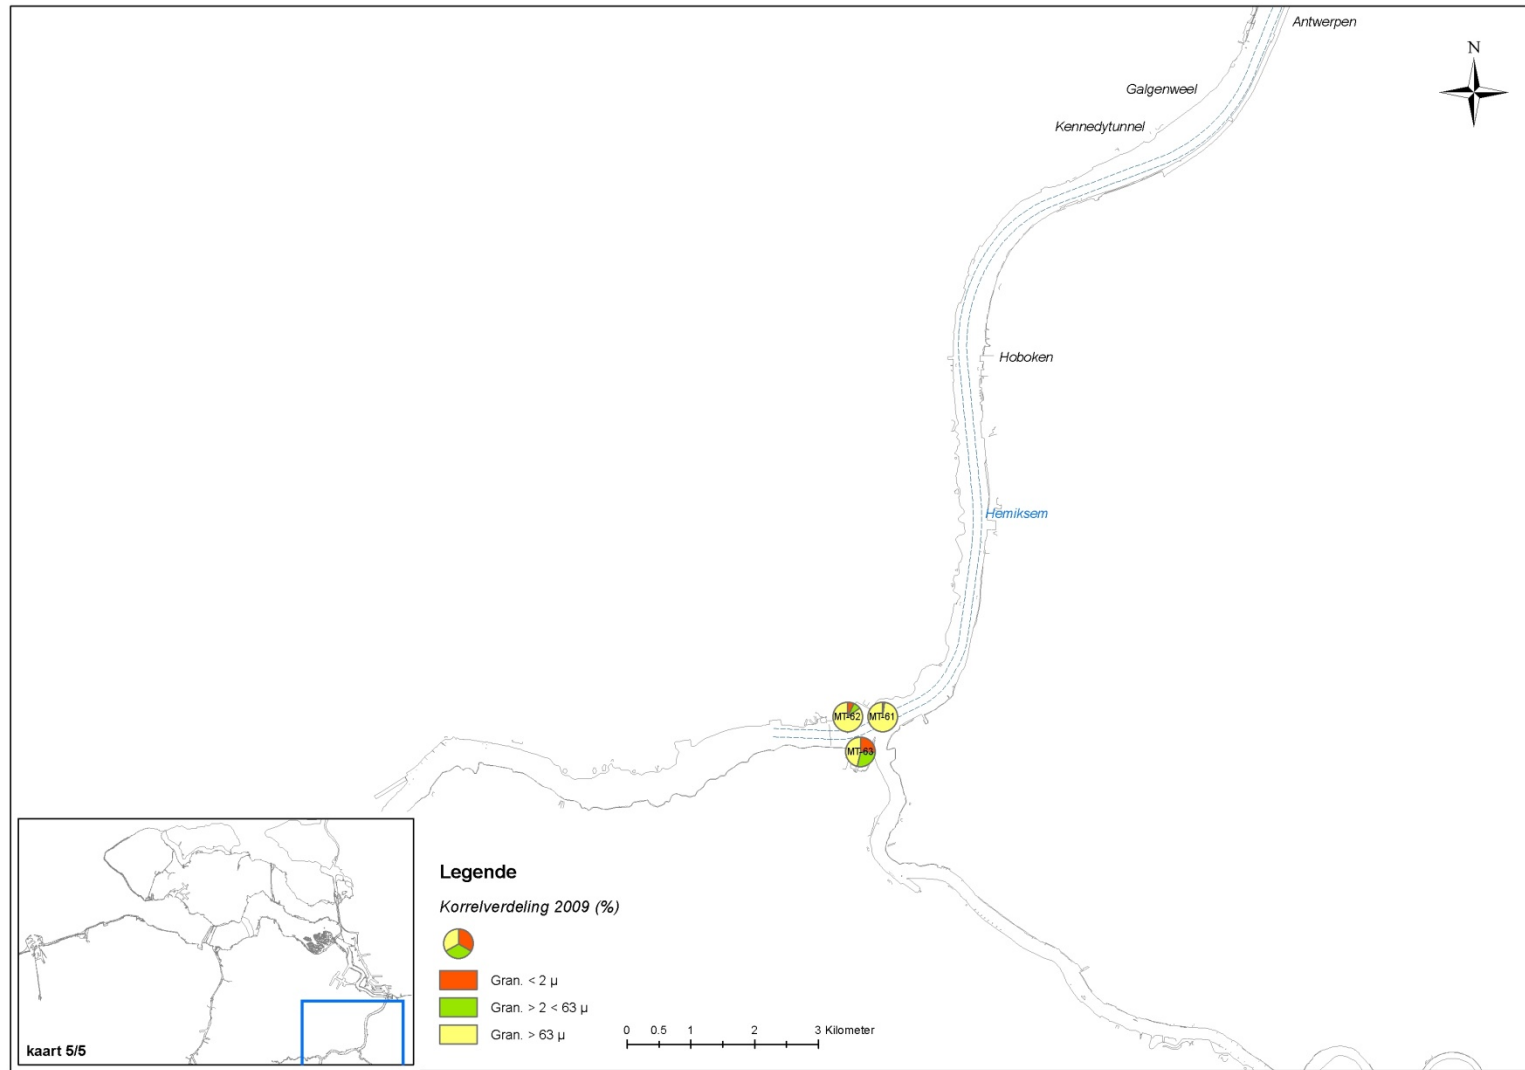 Antwerpen
N
Galgenweel
Kennedytunnel
Hoboken
Hemiksem
MT-62
MT-61
MT-63
Legende
Korrelverdeling 2009 (%)
Gran. < 2 µ
Gran. > 2 < 63 µ
Gran. > 63 µ
0 0.5 1 2 3 Kilometer
kaart 5/5